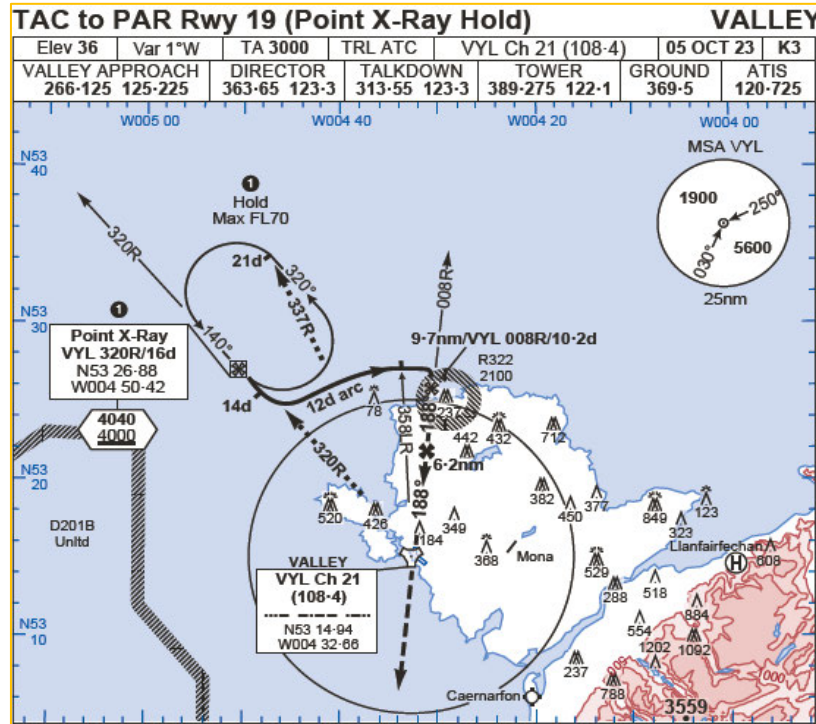 TAC to PAR Rwy 19 (Point X-Ray Hold) VALLEY
Elev 36 Var 1°W TA 3000 TRL ATC VYL Ch 21 (108·4) 05 OCT 23 K3
VALLEY APPROACH DIRECTOR TALKDOWN TOWER GROUND ATIS
266·125 125·225 363·65 123·3 313·55 123·3 389·275 122·1 369·5 120·725
W005 00 W004 40 W004 20 W004 00
N53
40
MSA VYL
1900
250°
5600
030°
25nm
1
Hold
Max FL70
320R
21d
320°
337R
008R
N53
30
1
Point X-Ray
VYL 320R/16d
N53 26·88
W004 50·42
140°
9·7nm/VYL 008R/10·2d
R322
2100
14d
12d arc
78
237
4040
4000
358LR
188°
442
432
712
6·2nm
N53
20
320R
520
426
188°
184
349
382
450
377
849
323
123
D201B
Unltd
368
Mona
529
288
Llanfairfechan
H
608
VALLEY
VYL Ch 21
(108·4)
N53 14·94
W004 32·66
518
884
554
1202
1092
N53
10
237
788
Caernarfon
3559
000